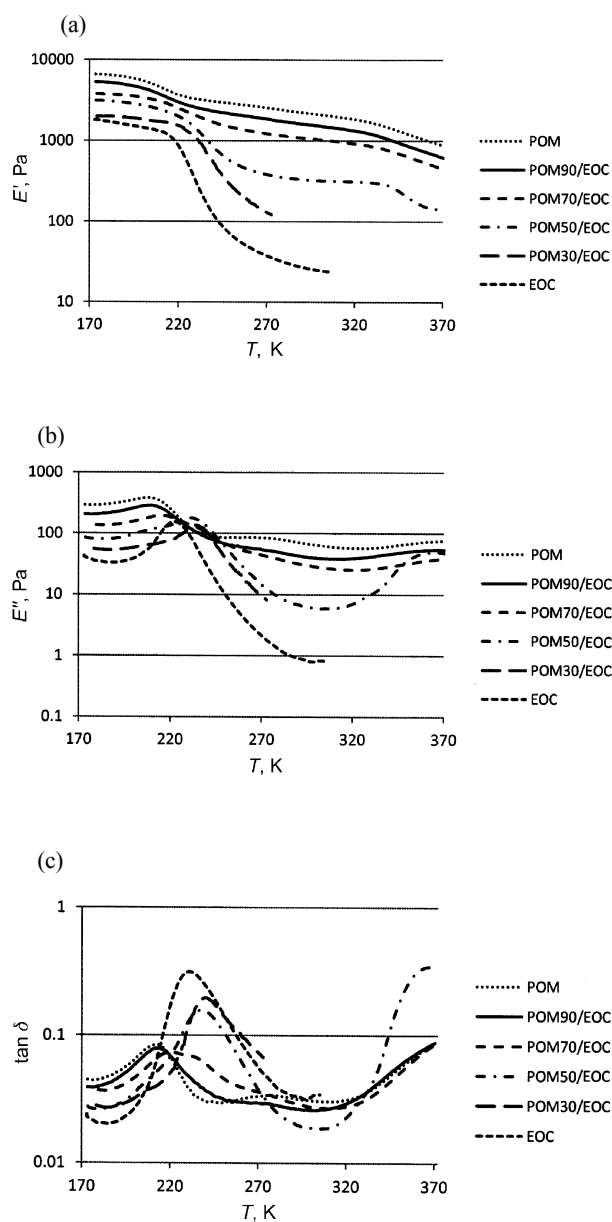 (a)
10000
1000
100
10
E', Pa
170 220 270 320 370
T, K
POM
POM90/EOC
POM70/EOC
POM50/EOC
POM30/EOC
EOC
(b)
1000
100
10
1
0.1
E'', Pa
170 220 270 320 370
T, K
POM
POM90/EOC
POM70/EOC
POM50/EOC
POM30/EOC
EOC
(c)
1
0.1
0.01
tan δ
170 220 270 320 370
T, K
POM
POM90/EOC
POM70/EOC
POM50/EOC
POM30/EOC
EOC